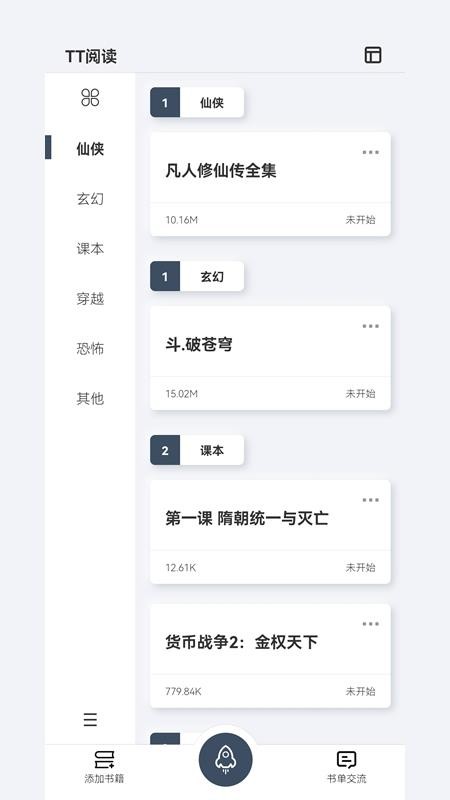 TT阅读
仙侠
玄幻
课本
穿越
恐怖
其他
1 仙侠
凡人修仙传全集
10.16M 未开始
1 玄幻
斗.破苍穹
15.02M 未开始
2 课本
第一课 隋朝统一与灭亡
12.61K 未开始
货币战争2：金权天下
779.84K 未开始
添加书籍
书单交流